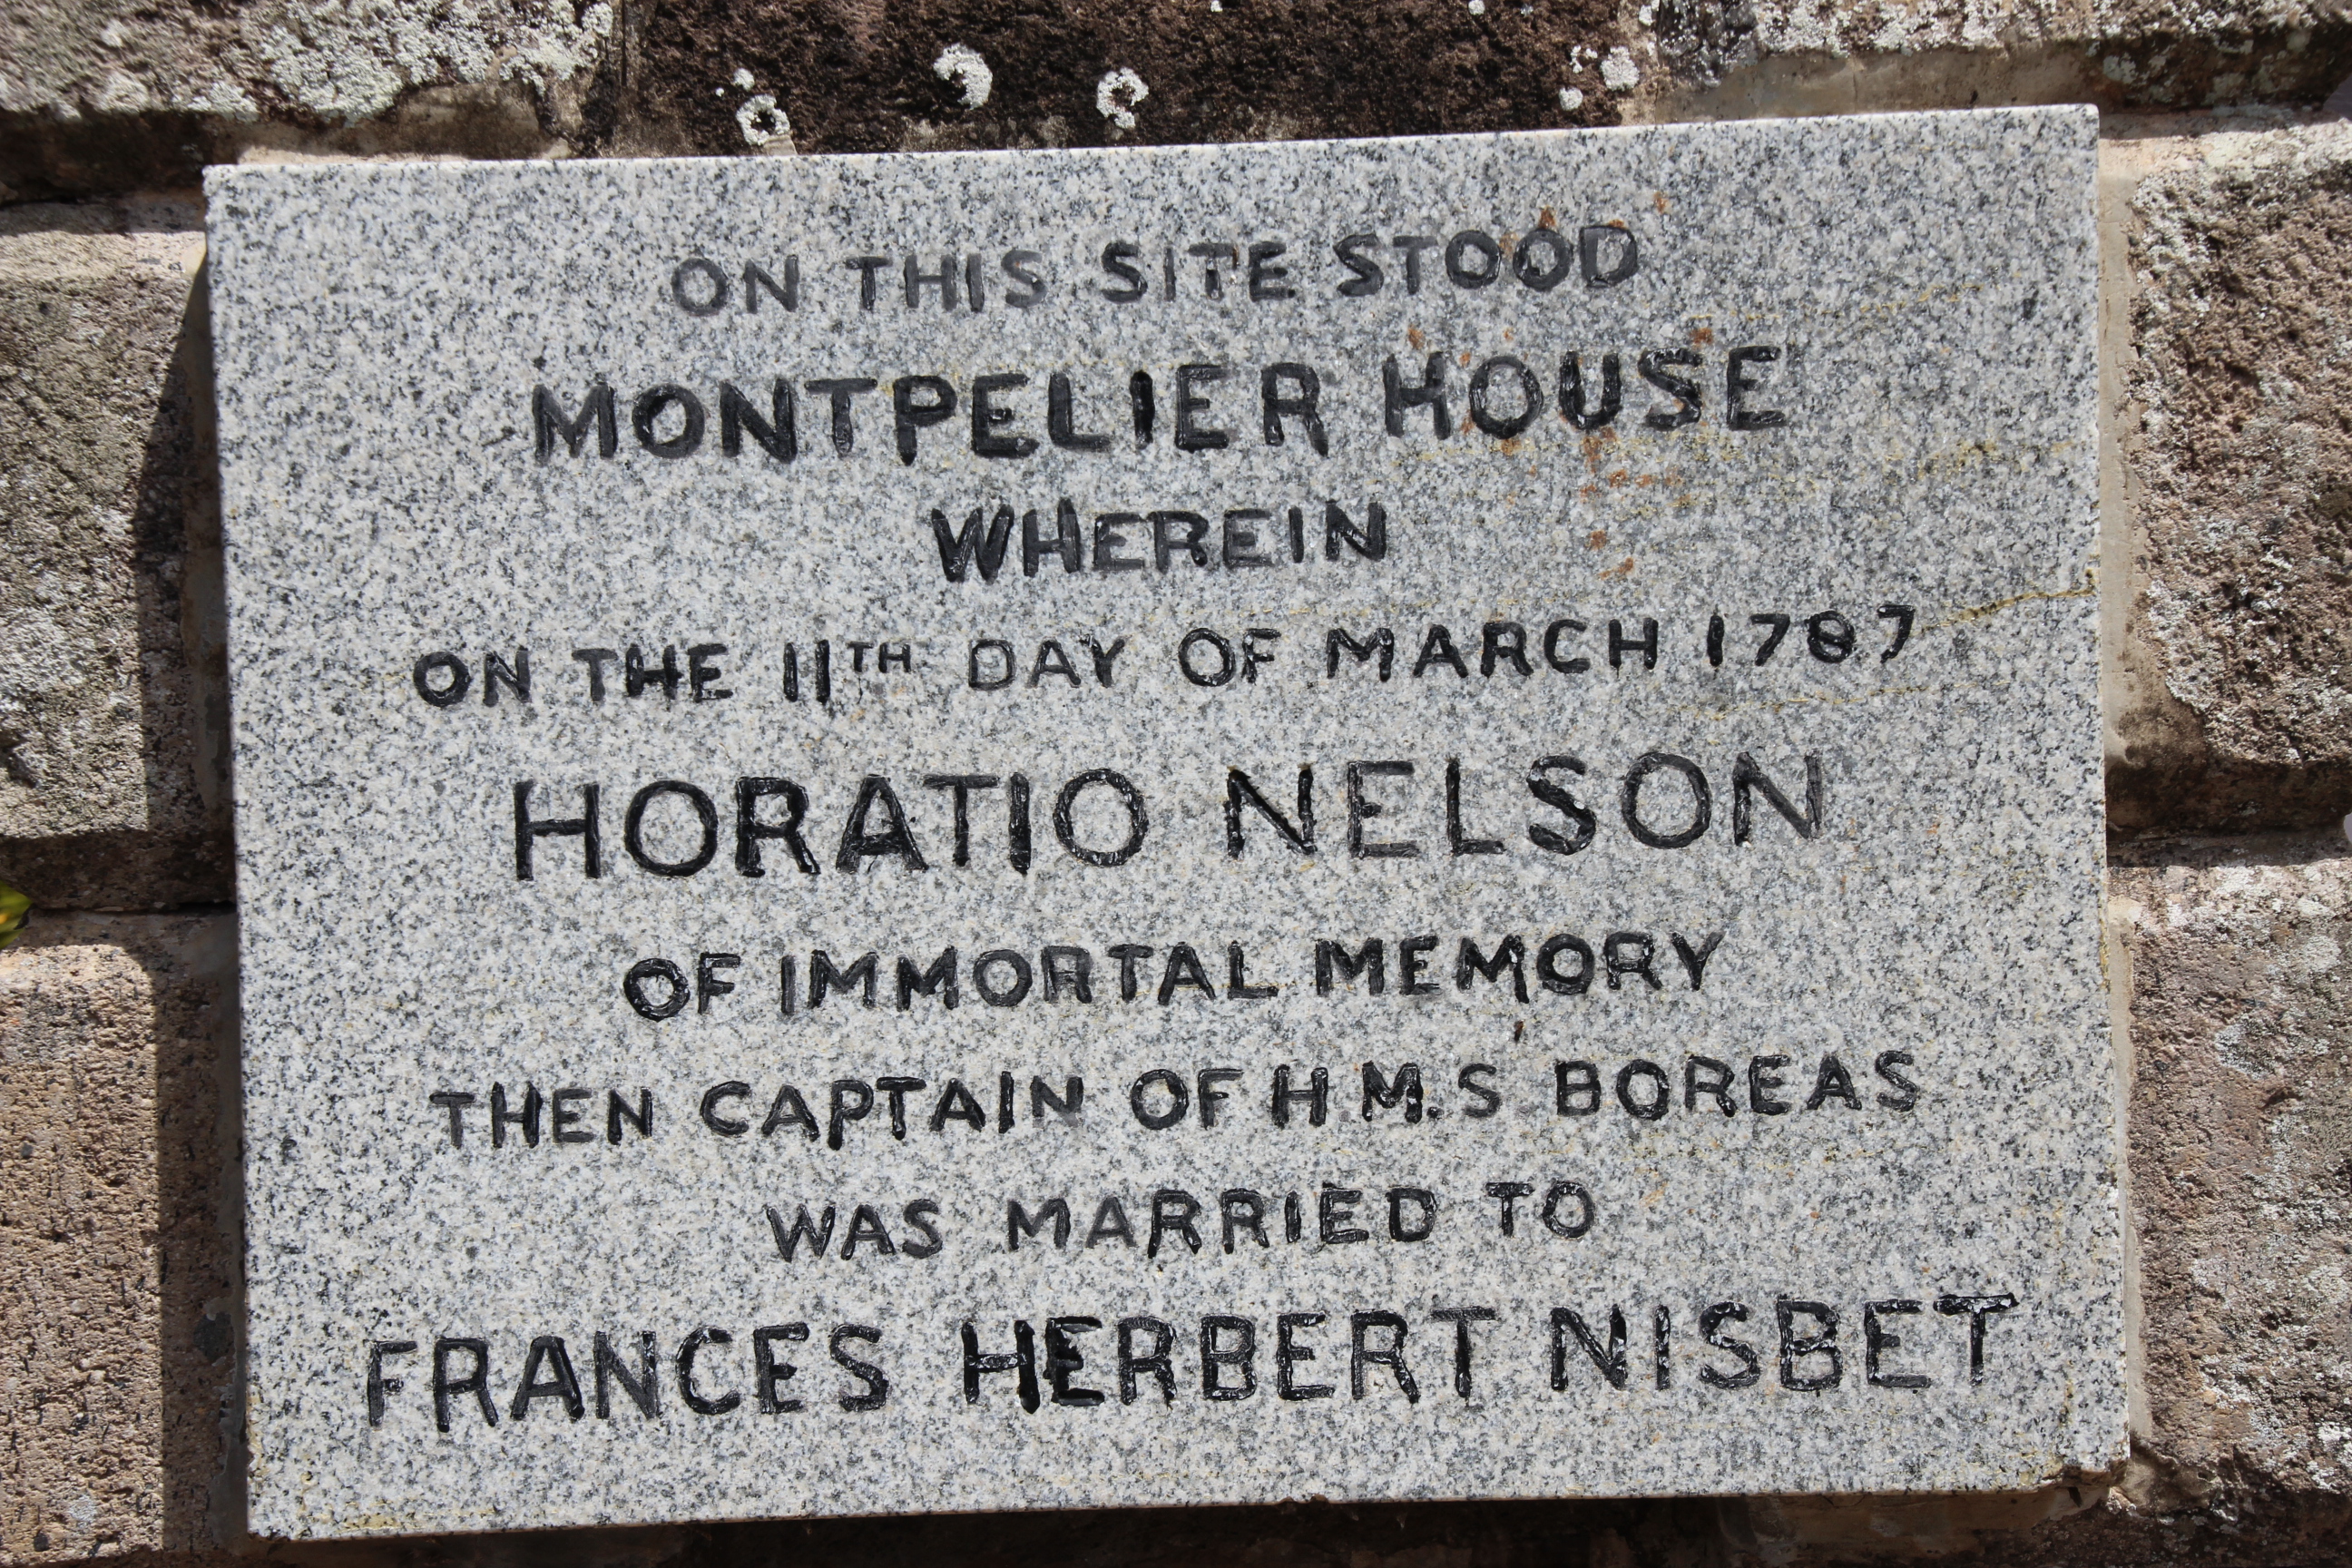 ON THIS SITE STOOD
MONTPELIER HOUSE
WHEREIN
ON THE 11TH DAY OF MARCH 1787
HORATIO NELSON
OF IMMORTAL MEMORY
THEN CAPTAIN OF H.M.S. BOREAS
WAS MARRIED TO
FRANCES HERBERT NISBET